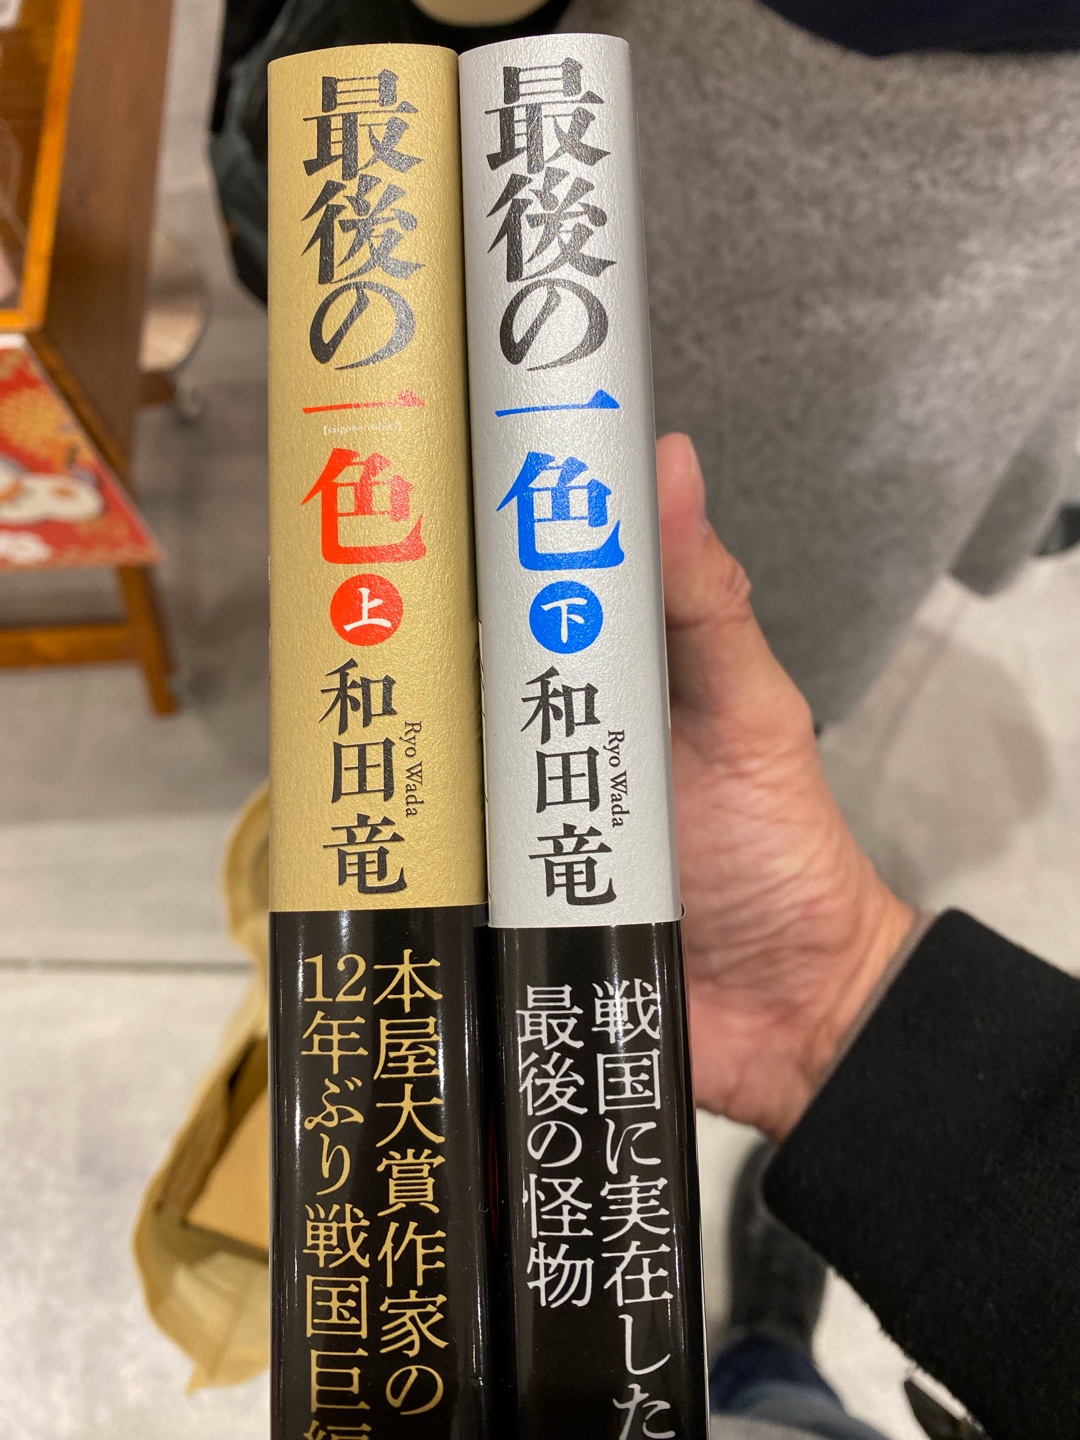 最後の一色 上
和田竜
Ryo Wada
本屋大賞作家の
12年ぶり戦国巨編
最後の一色 下
和田竜
Ryo Wada
戦国に実在した
最後の怪物